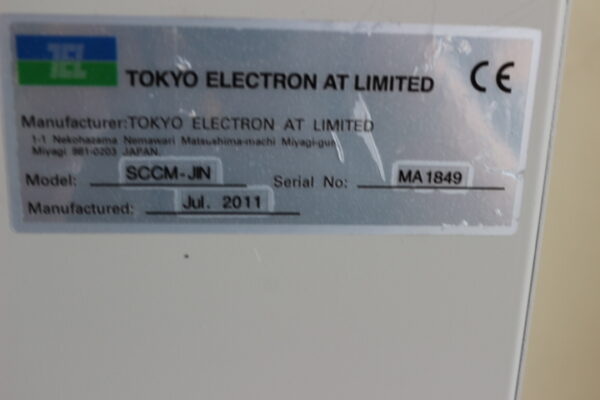 TEL
TOKYO ELECTRON AT LIMITED CE
Manufacturer:TOKYO ELECTRON AT LIMITED
1-1 Nekohazama Nemawari Matsushima-machi Miyagi-gun
Miyagi 981-0203 JAPAN.
Model: SCCM-JIN Serial No: MA1849
Manufactured: Jul. 2011